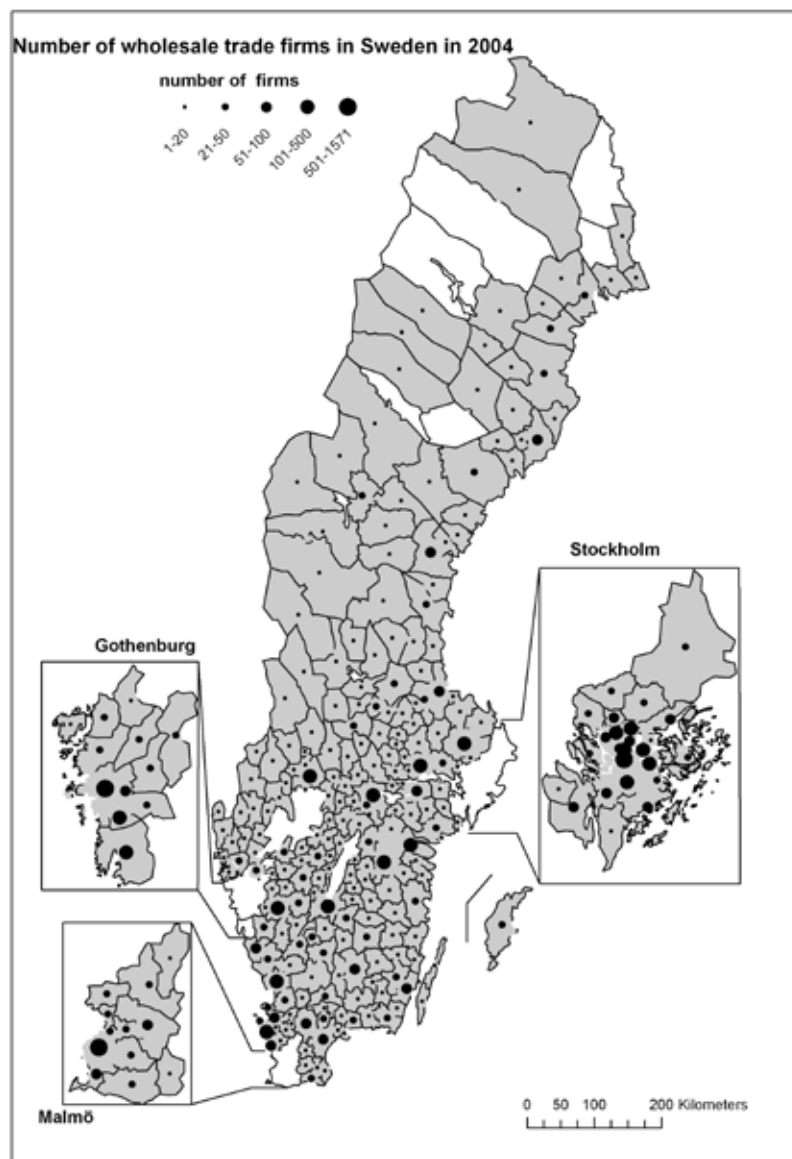 Number of wholesale trade firms in Sweden in 2004
number of firms
1-20
21-50
51-100
101-500
501-1571
Stockholm
Gothenburg
Malmö
0 50 100 200 Kilometers